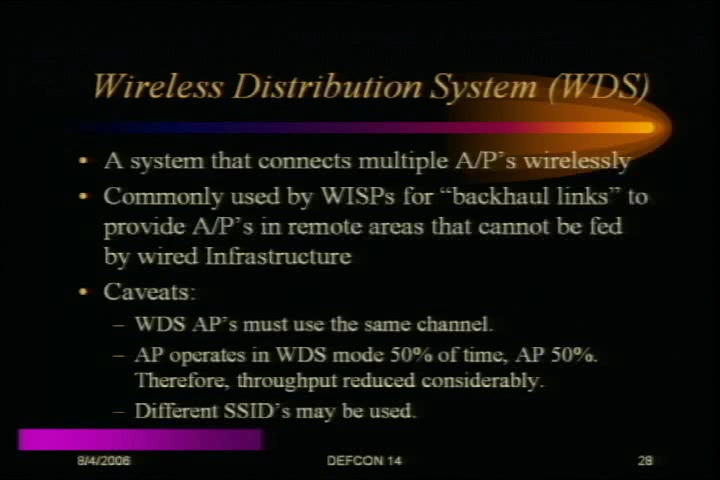 Wireless Distribution System (WDS)
• A system that connects multiple A/P's wirelessly
• Commonly used by WISPs for “backhaul links” to
provide A/P's in remote areas that cannot be fed
by wired Infrastructure
• Caveats:
– WDS AP's must use the same channel.
– AP operates in WDS mode 50% of time, AP 50%.
Therefore, throughput reduced considerably.
– Different SSID's may be used.
8/4/2006 DEFCON 14 28